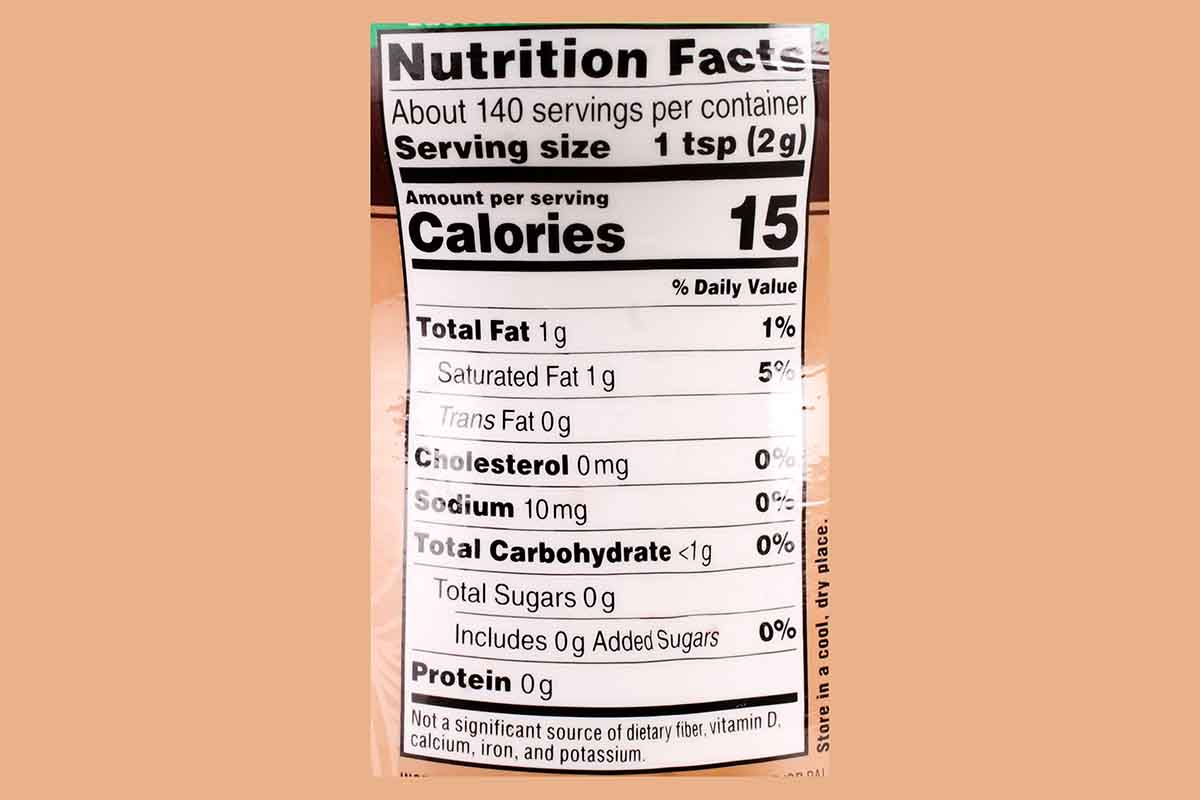 Nutrition Facts
About 140 servings per container
Serving size 1 tsp (2g)
Amount per serving
Calories 15
% Daily Value
Total Fat 1g 1%
Saturated Fat 1g 5%
Trans Fat 0g
Cholesterol 0mg 0%
Sodium 10mg 0%
Total Carbohydrate <1g 0%
Total Sugars 0g
Includes 0g Added Sugars 0%
Protein 0g
Not a significant source of dietary fiber, vitamin D,
calcium, iron, and potassium.
Store in a cool, dry place.